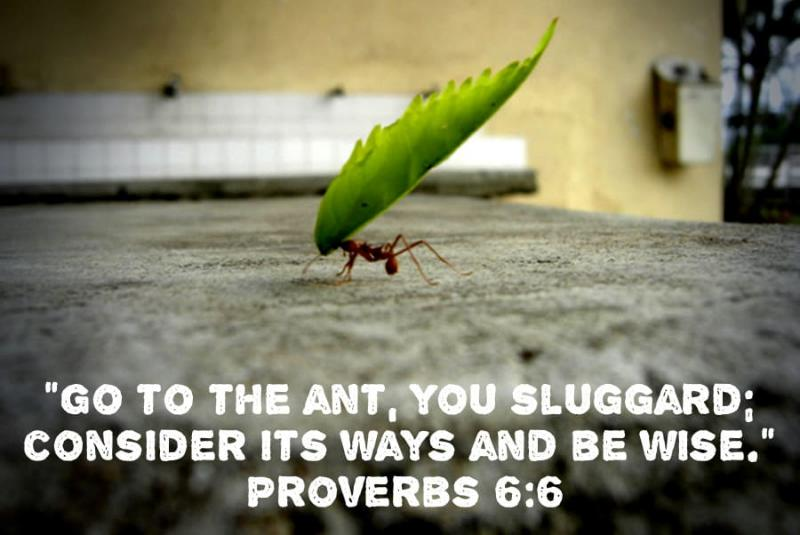 "GO TO THE ANT, YOU SLUGGARD;
CONSIDER ITS WAYS AND BE WISE."
PROVERBS 6:6